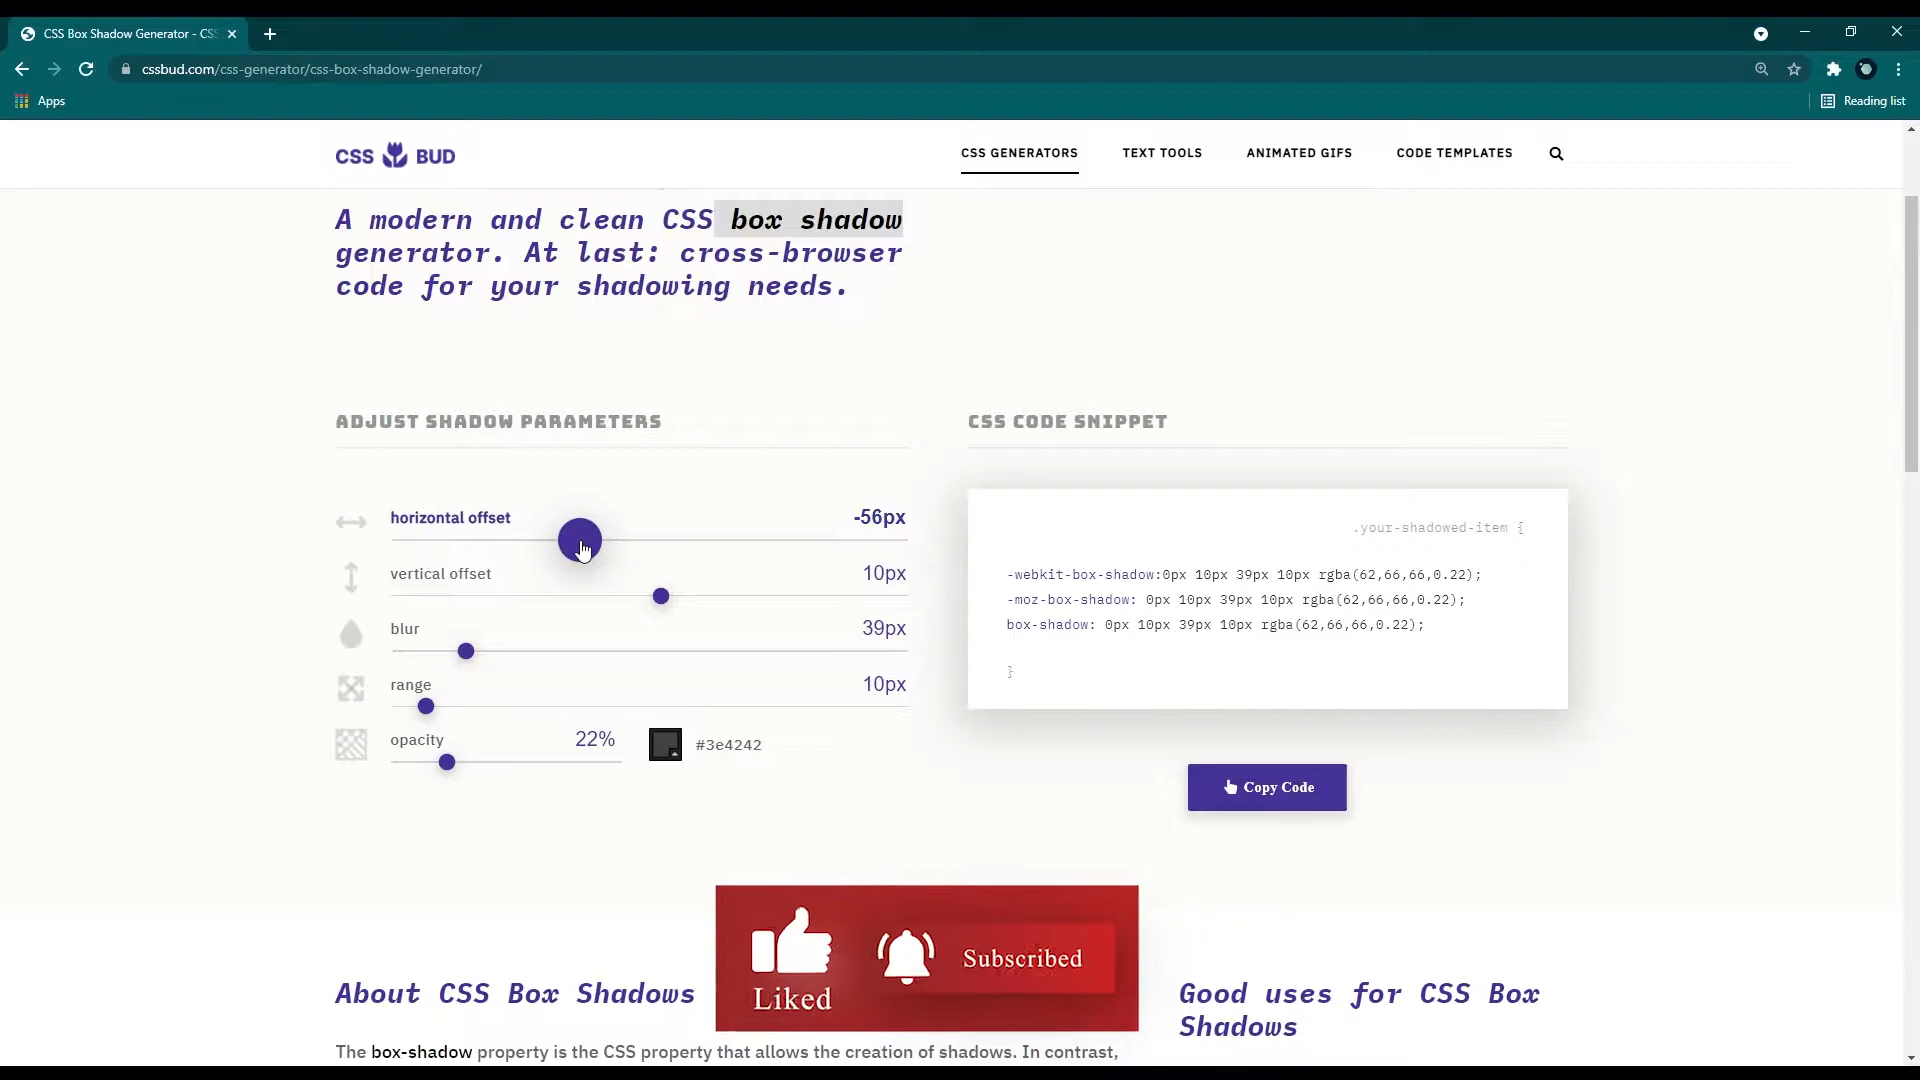 CSS Box Shadow Generator - CSS
cssbud.com/css-generator/css-box-shadow-generator/
Apps
Reading list
CSS BUD
CSS GENERATORS
TEXT TOOLS
ANIMATED GIFS
CODE TEMPLATES
A modern and clean CSS box shadow
generator. At last: cross-browser
code for your shadowing needs.
ADJUST SHADOW PARAMETERS
horizontal offset -56px
vertical offset 10px
blur 39px
range 10px
opacity 22% #3e4242
CSS CODE SNIPPET
.your-shadowed-item {
-webkit-box-shadow:0px 10px 39px 10px rgba(62,66,66,0.22);
-moz-box-shadow: 0px 10px 39px 10px rgba(62,66,66,0.22);
box-shadow: 0px 10px 39px 10px rgba(62,66,66,0.22);
}
Copy Code
Liked
Subscribed
About CSS Box Shadows
The box-shadow property is the CSS property that allows the creation of shadows. In contrast,
Good uses for CSS Box
Shadows